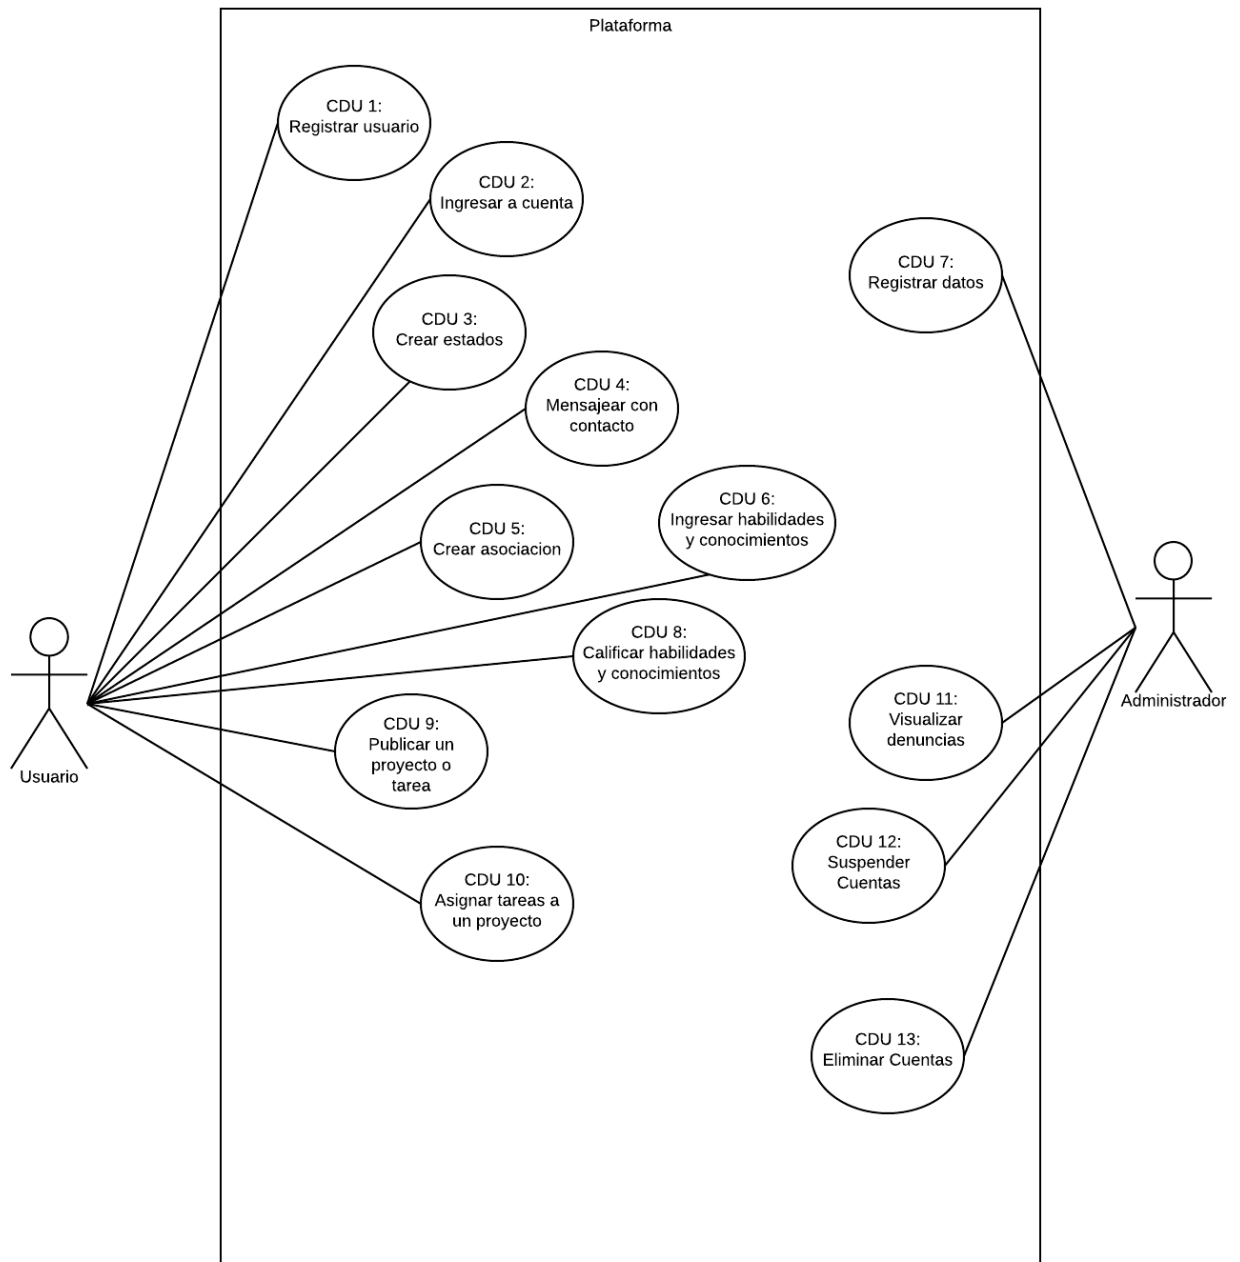 Plataforma
CDU 1:
Registrar usuario
CDU 2:
Ingresar a cuenta
CDU 7:
Registrar datos
CDU 3:
Crear estados
CDU 4:
Mensajear con
contacto
CDU 6:
Ingresar habilidades
y conocimientos
CDU 5:
Crear asociacion
CDU 8:
Calificar habilidades
y conocimientos
Administrador
CDU 11:
Visualizar
denuncias
CDU 9:
Publicar un
proyecto o
tarea
Usuario
CDU 12:
Suspender
Cuentas
CDU 10:
Asignar tareas a
un proyecto
CDU 13:
Eliminar Cuentas